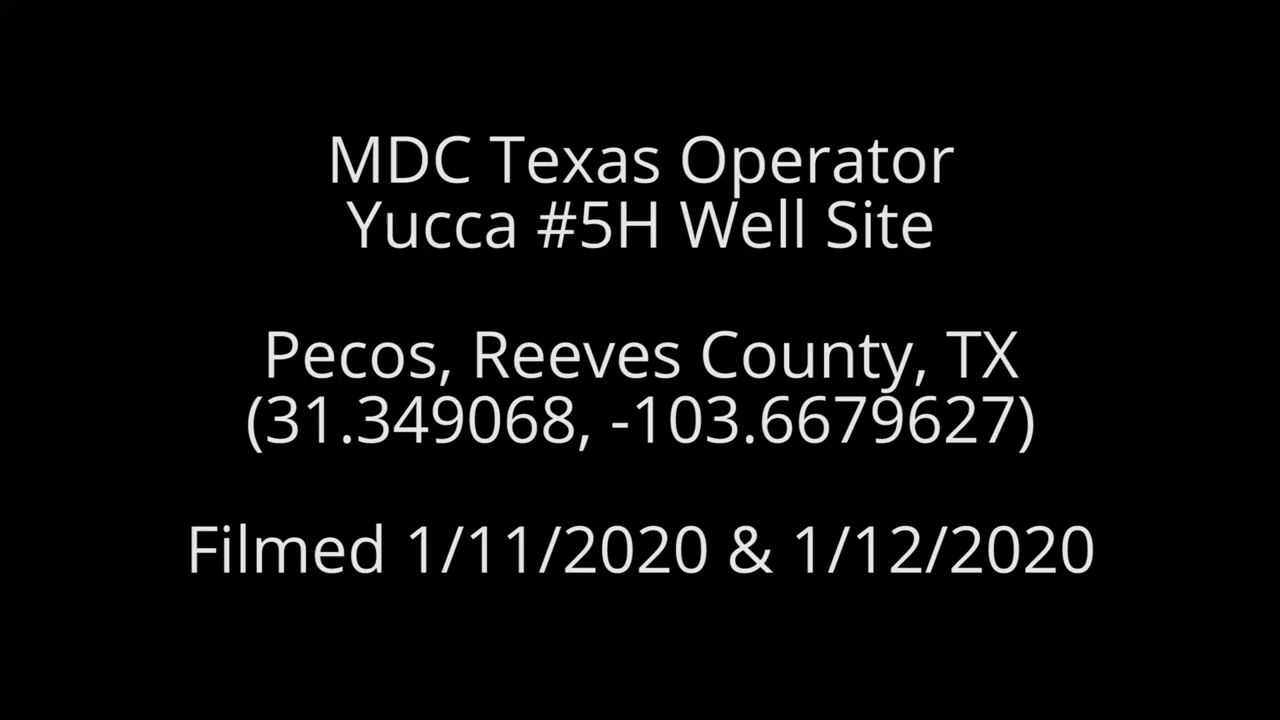 MDC Texas Operator
Yucca #5H Well Site
Pecos, Reeves County, TX
(31.349068, -103.6679627)
Filmed 1/11/2020 & 1/12/2020